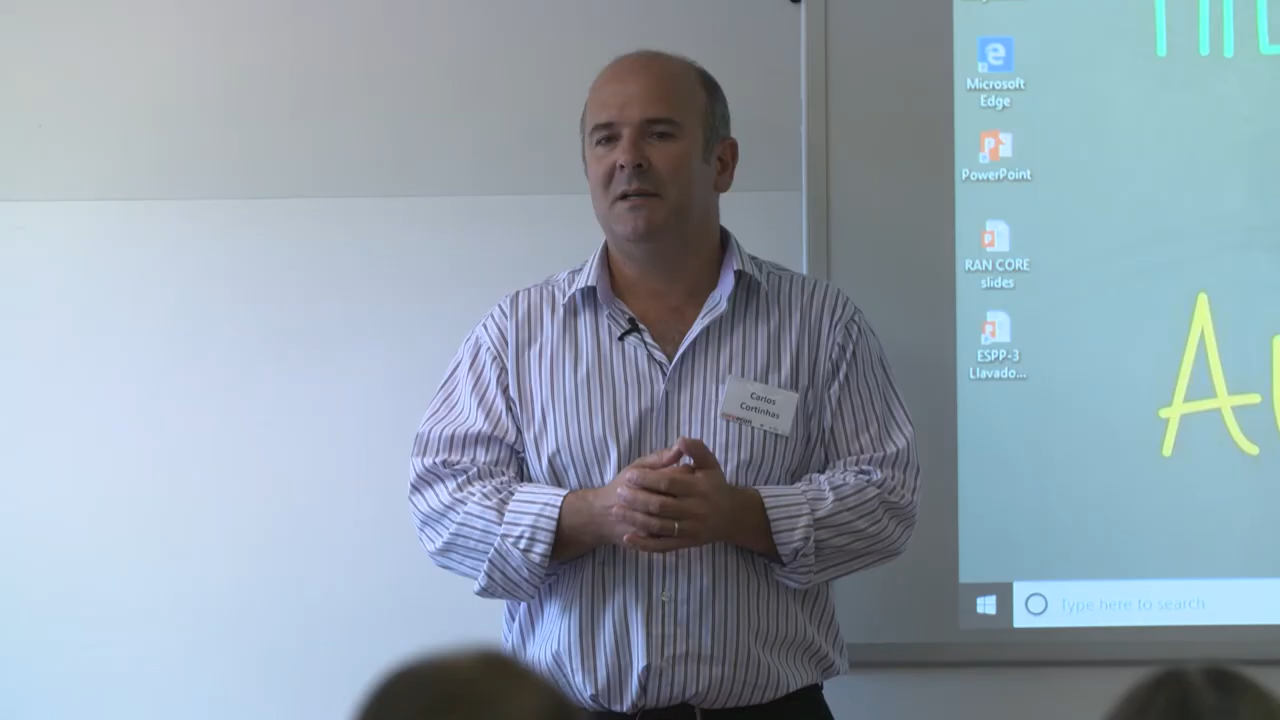 Microsoft
Edge
PowerPoint
RAN CORE
slides
ESPP-3
Llavado...
A
Type here to search
Carlos
Cortinhas